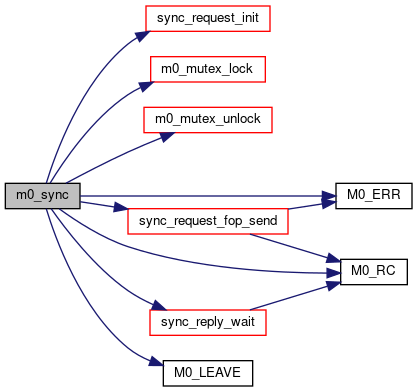 sync_request_init
m0_mutex_lock
m0_mutex_unlock
m0_sync
M0_ERR
sync_request_fop_send
M0_RC
sync_reply_wait
M0_LEAVE